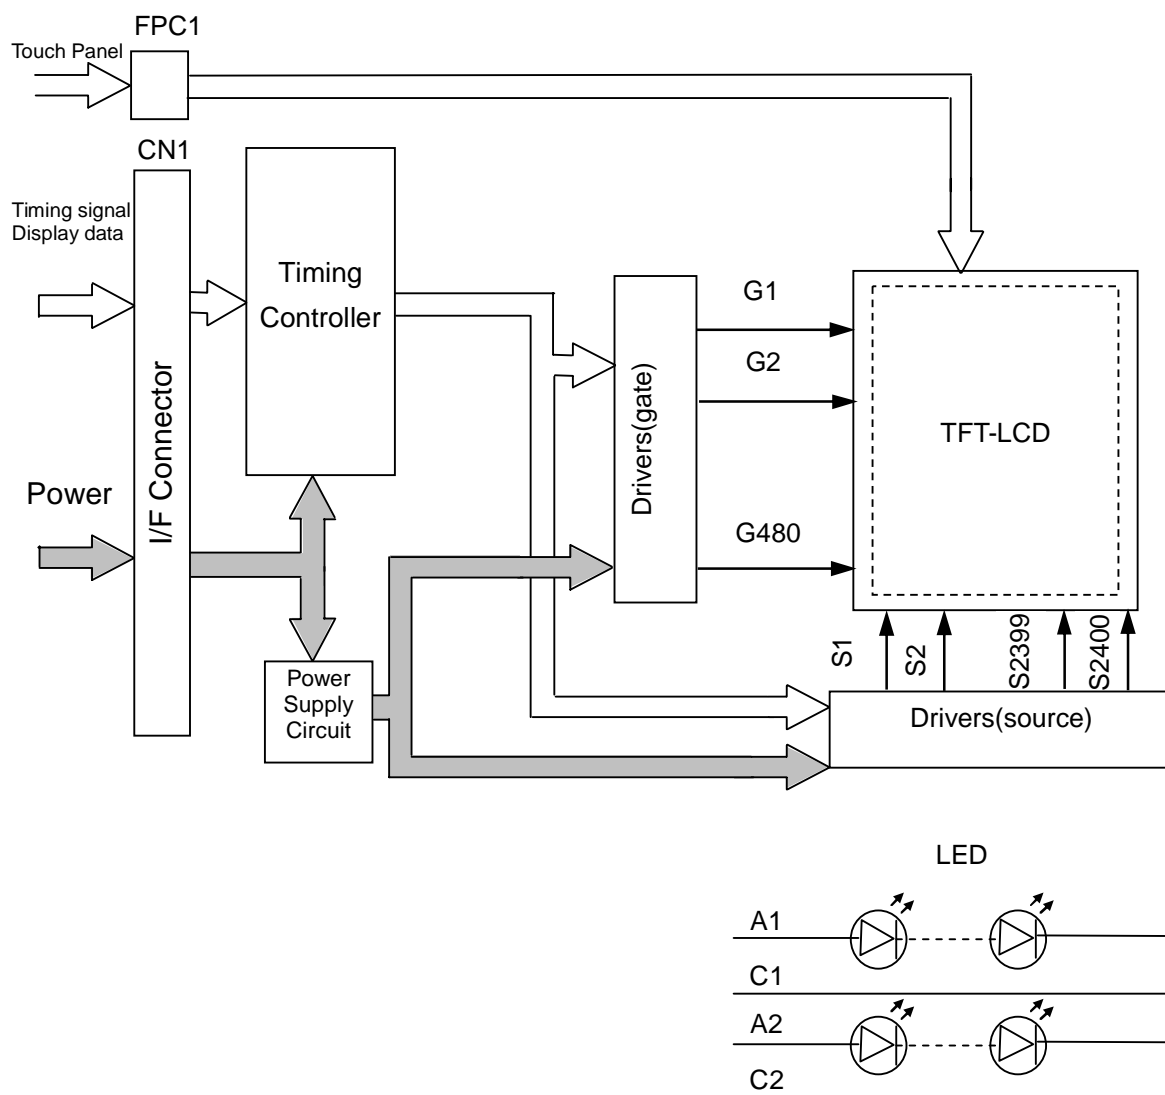 FPC1
Touch Panel
CN1
Timing signal
Display data
Timing
Controller
I/F Connector
Power
Power
Supply
Circuit
Drivers(gate)
G1
G2
G480
TFT-LCD
S1
S2
S2399
S2400
Drivers(source)
LED
A1
C1
A2
C2